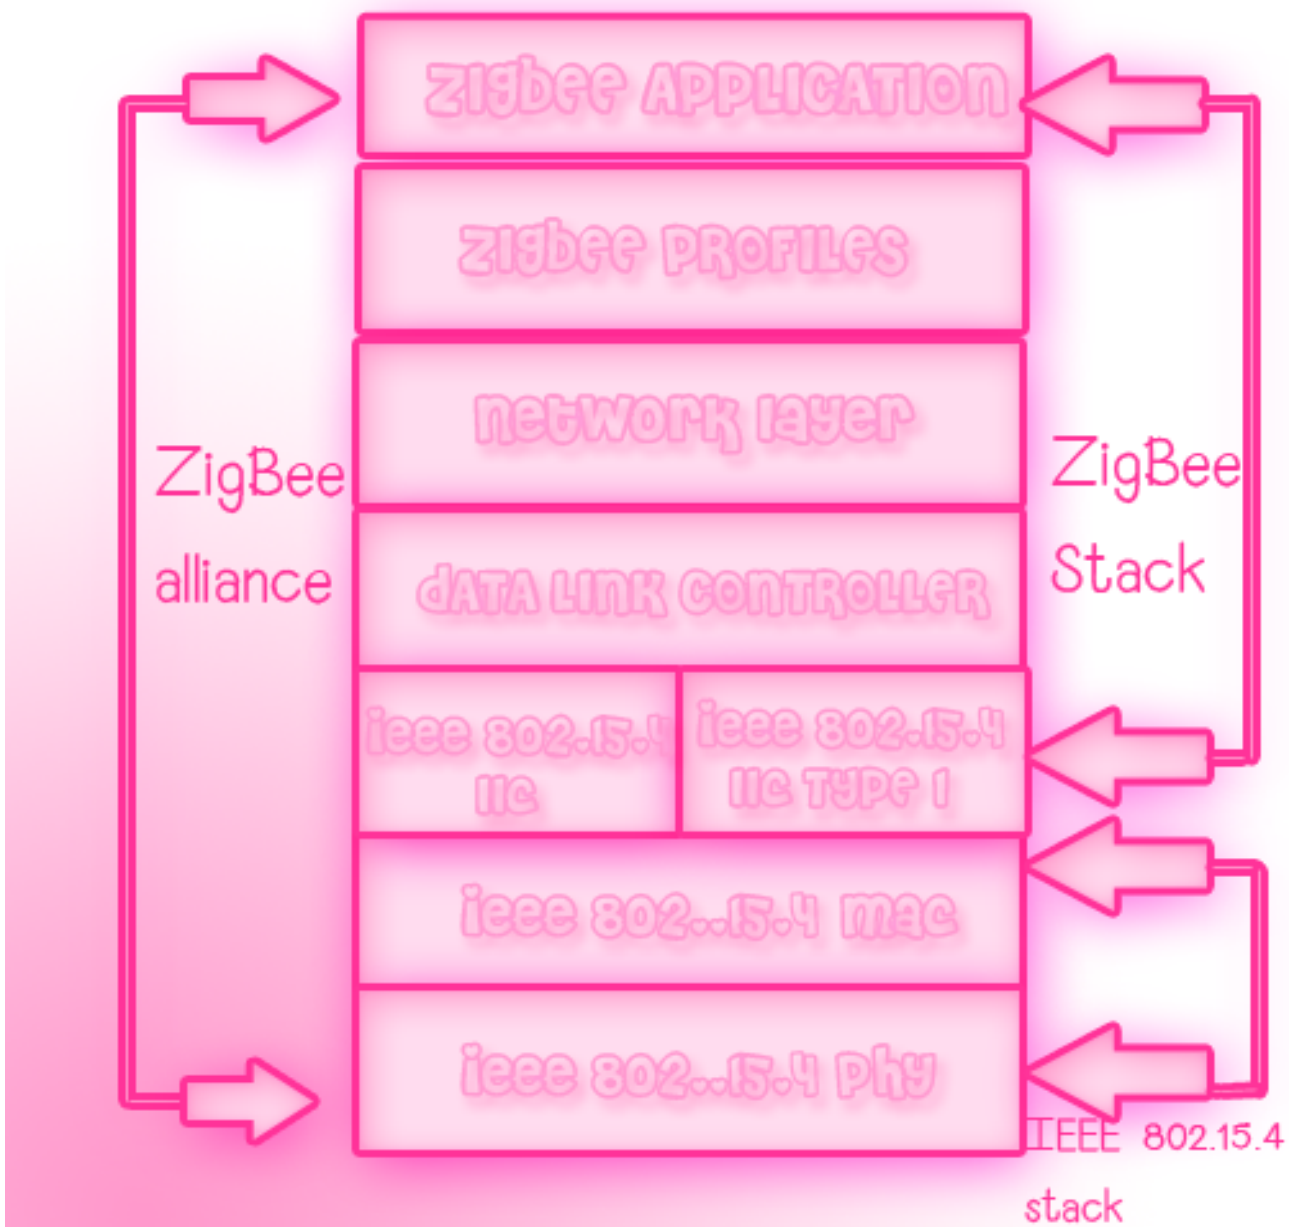 ZIgbee APPLICATIOn
ZIgbee PROFILes
network layer
dATA LINK CONTROLLER
ieee 802.15.4
llc
ieee 802.15.4
llc TYPe 1
ieee 802..15.4 mac
ieee 802..15.4 phy
ZigBee
alliance
ZigBee
Stack
IEEE 802.15.4
stack